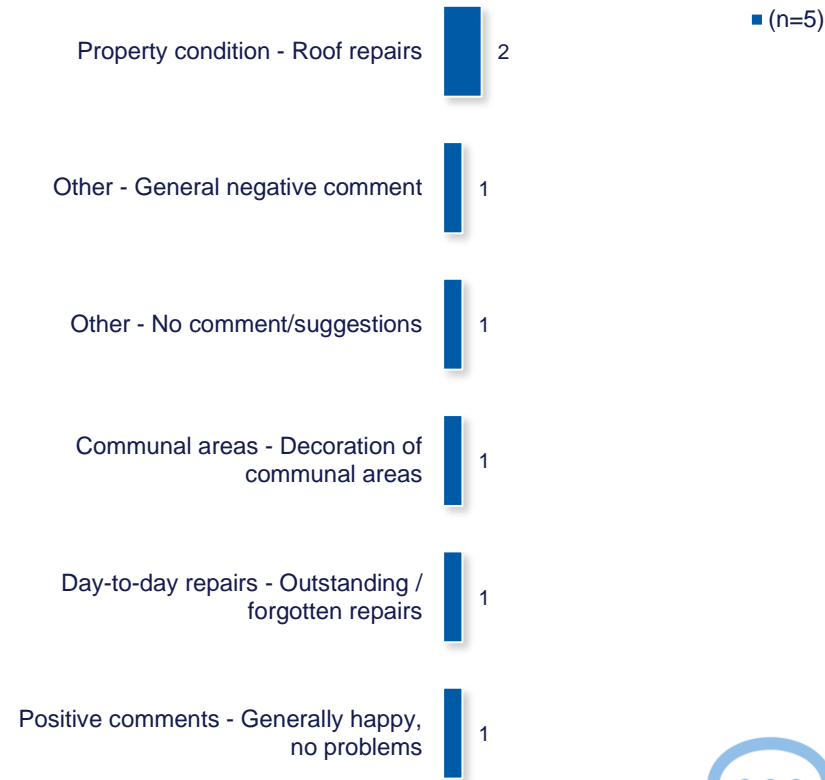 (n=5)
Property condition - Roof repairs 2
Other - General negative comment 1
Other - No comment/suggestions 1
Communal areas - Decoration of
communal areas 1
Day-to-day repairs - Outstanding /
forgotten repairs 1
Positive comments - Generally happy,
no problems 1